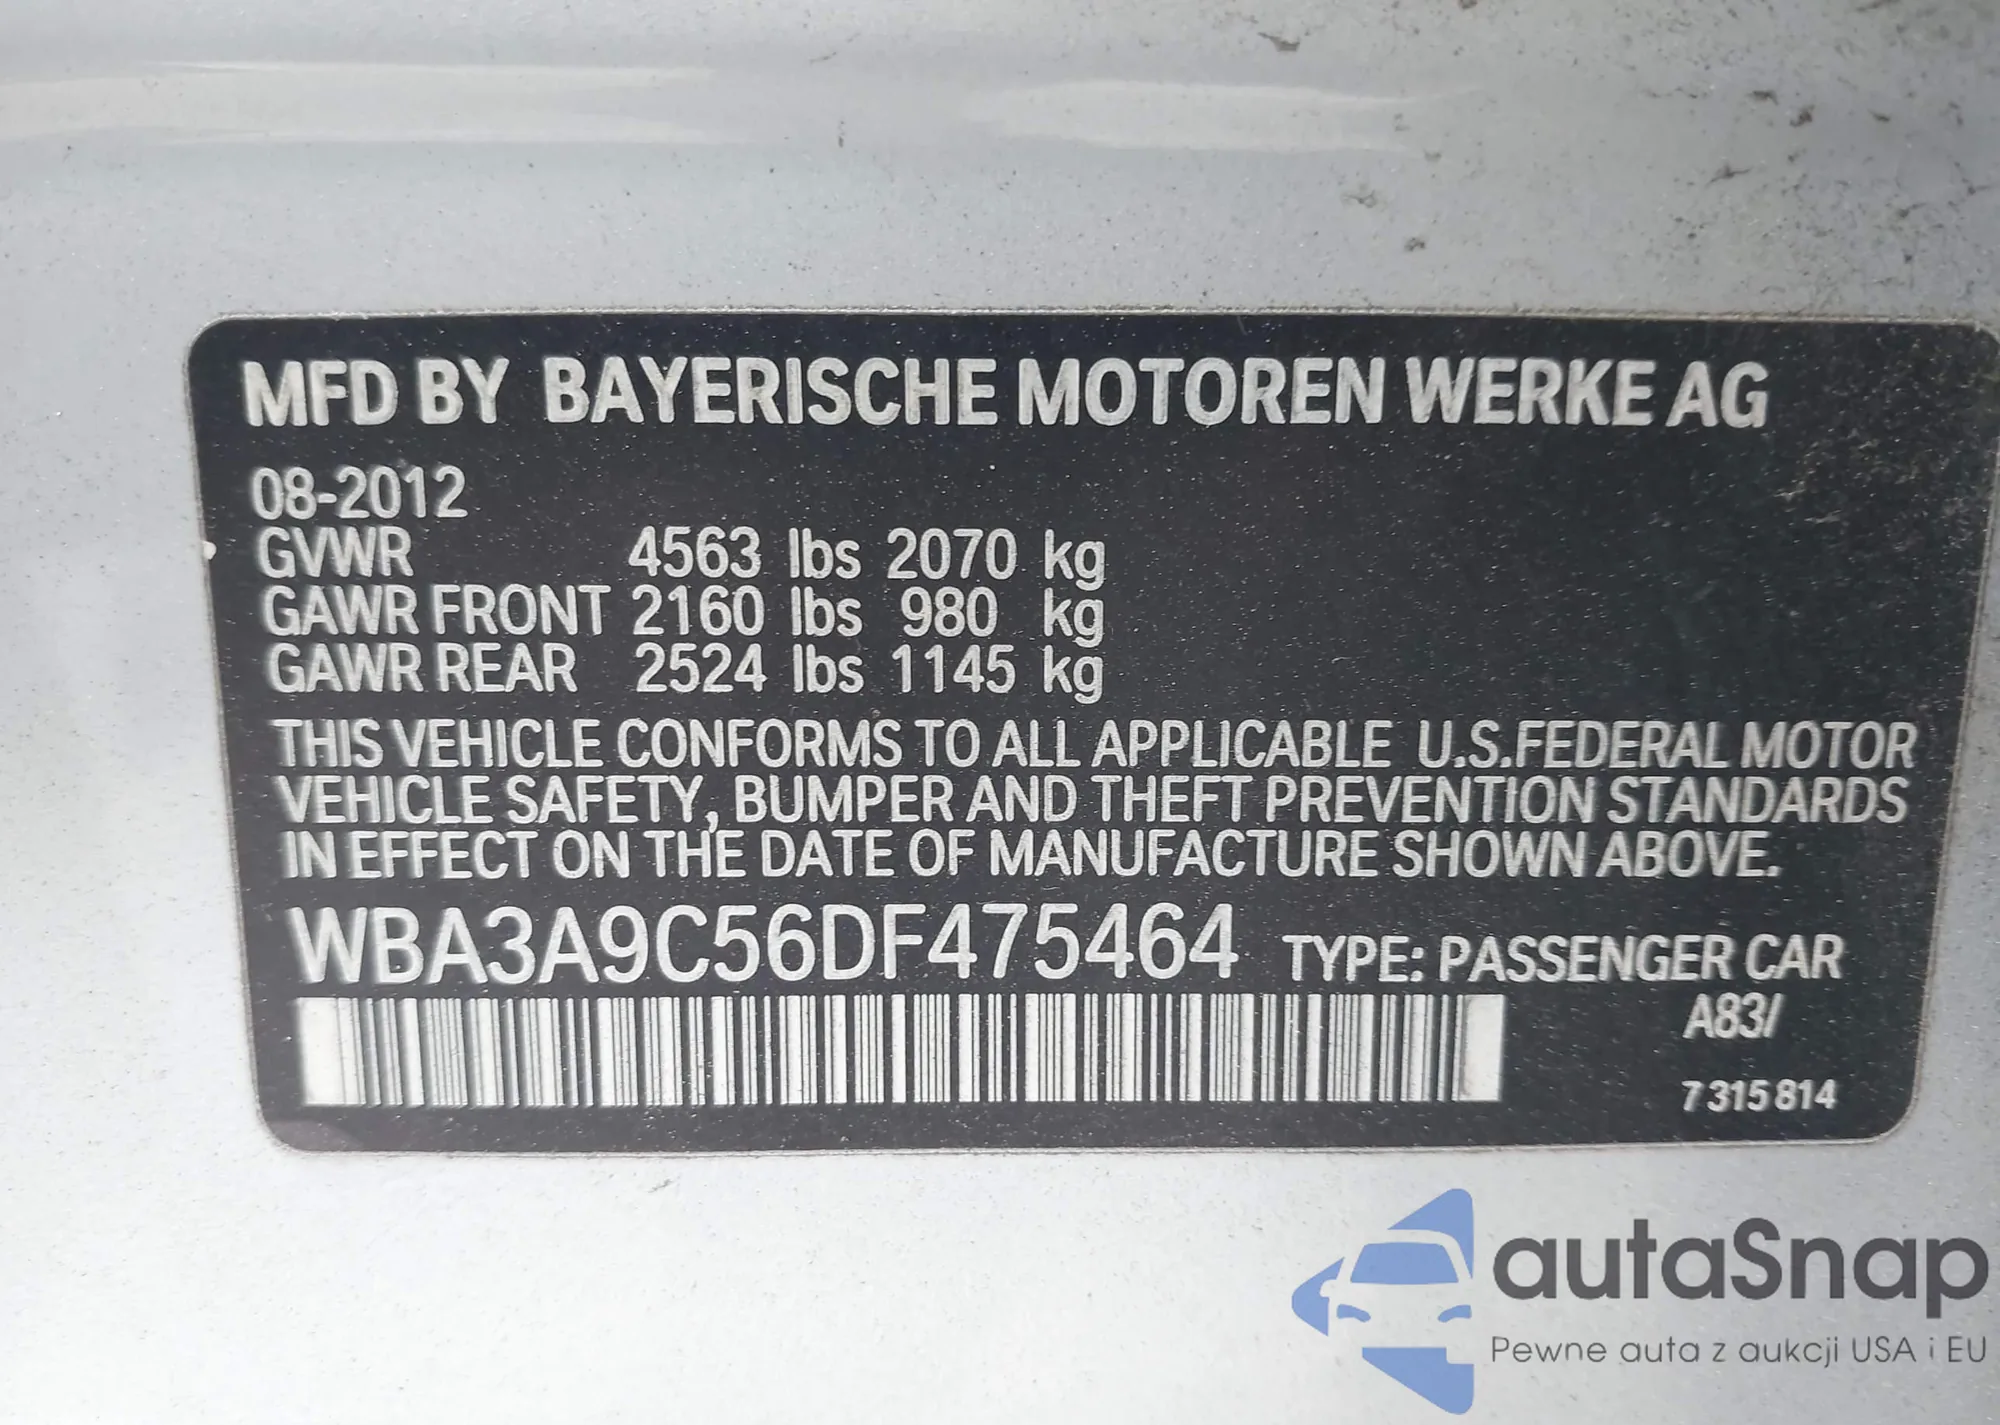 MFD BY BAYERISCHE MOTOREN WERKE AG
08-2012
GVWR 4563 lbs 2070 kg
GAWR FRONT 2160 lbs 980 kg
GAWR REAR 2524 lbs 1145 kg
THIS VEHICLE CONFORMS TO ALL APPLICABLE U.S.FEDERAL MOTOR
VEHICLE SAFETY, BUMPER AND THEFT PREVENTION STANDARDS
IN EFFECT ON THE DATE OF MANUFACTURE SHOWN ABOVE.
WBA3A9C56DF475464 TYPE: PASSENGER CAR
A83/
7 315 814
autaSnap
Pewne auta z aukcji USA i EU